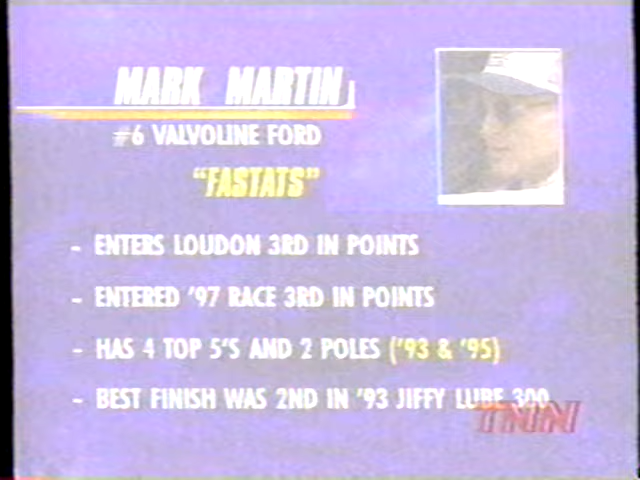 MARK MARTIN
#6 VALVOLINE FORD
"FASTATS"
- ENTERS LOUDON 3RD IN POINTS
- ENTERED '97 RACE 3RD IN POINTS
- HAS 4 TOP 5'S AND 2 POLES ('93 & '95)
- BEST FINISH WAS 2ND IN '93 JIFFY LUBE 300
TNN